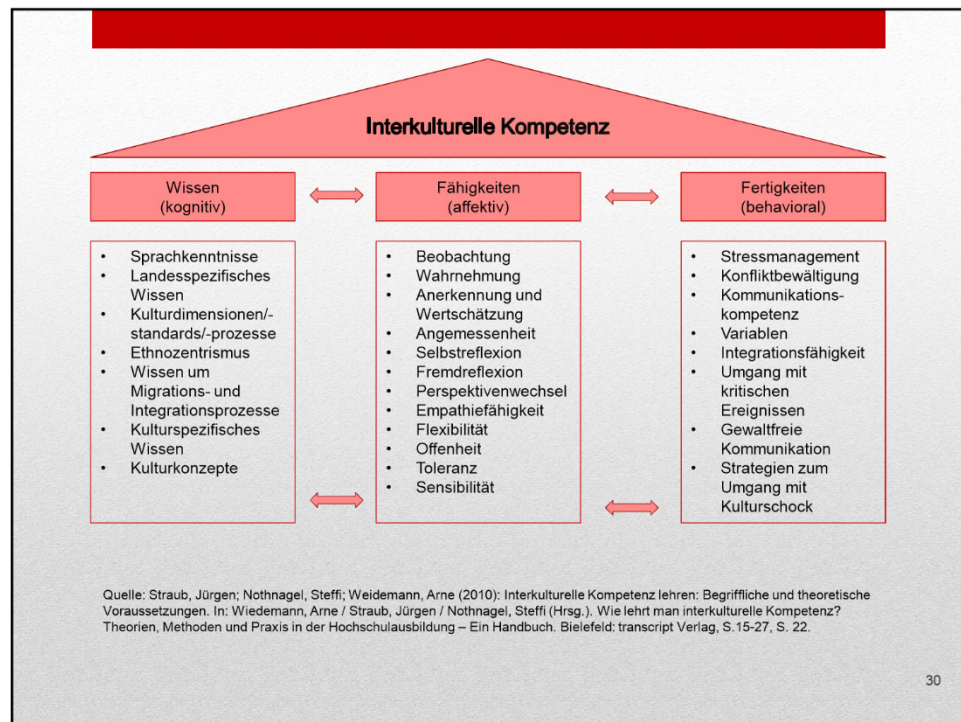 Interkulturelle Kompetenz
Wissen
(kognitiv)
Fähigkeiten
(affektiv)
Fertigkeiten
(behavioral)
• Sprachkenntnisse
• Landesspezifisches
Wissen
• Kulturdimensionen/-
standards/-prozesse
• Ethnozentrismus
• Wissen um
Migrations- und
Integrationsprozesse
• Kulturspezifisches
Wissen
• Kulturkonzepte
• Beobachtung
• Wahrnehmung
• Anerkennung und
Wertschätzung
• Angemessenheit
• Selbstreflexion
• Fremdreflexion
• Perspektivenwechsel
• Empathiefähigkeit
• Flexibilität
• Offenheit
• Toleranz
• Sensibilität
• Stressmanagement
• Konfliktbewältigung
• Kommunikations-
kompetenz
• Variablen
• Integrationsfähigkeit
• Umgang mit
kritischen
Ereignissen
• Gewaltfreie
Kommunikation
• Strategien zum
Umgang mit
Kulturschock
Quelle: Straub, Jürgen; Nothnagel, Steffi; Weidemann, Arne (2010): Interkulturelle Kompetenz lehren: Begriffliche und theoretische
Voraussetzungen. In: Wiedemann, Arne / Straub, Jürgen / Nothnagel, Steffi (Hrsg.). Wie lehrt man interkulturelle Kompetenz?
Theorien, Methoden und Praxis in der Hochschulausbildung – Ein Handbuch. Bielefeld: transcript Verlag, S.15-27, S. 22.
30